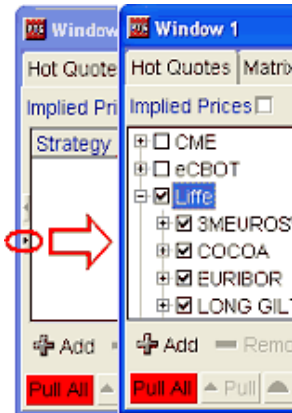 Window
Window 1
Hot Quote
Hot Quotes Matrix
Implied Pri
Implied Prices
Strategy
CME
eCBOT
Liffe
3MEUROS
COCOA
EURIBOR
LONG GIL
Add
Add Remo
Pull All
Pull All Pull